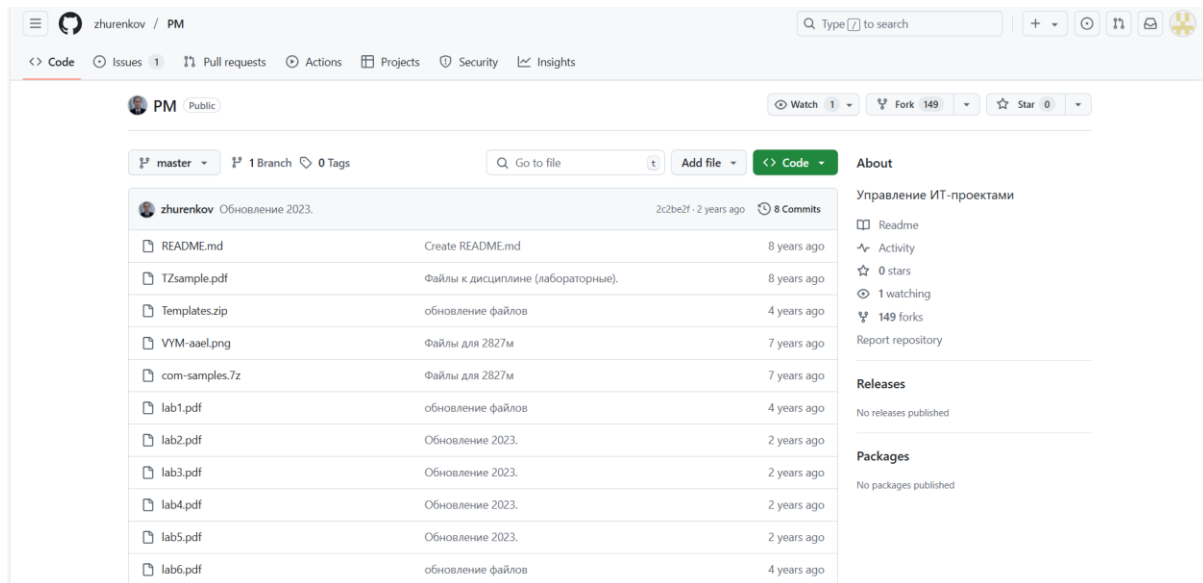 zhurenkov / PM
Type / to search
<> Code Issues 1 Pull requests Actions Projects Security Insights
PM Public
Watch 1 Fork 149 Star 0
master 1 Branch 0 Tags Go to file t Add file <> Code
About
Управление ИТ-проектами
zhurenkov Обновление 2023. 2c2be2f · 2 years ago 8 Commits
README.md Create README.md 8 years ago
TZsample.pdf Файлы к дисциплине (лабораторные). 8 years ago
Templates.zip обновление файлов 4 years ago
VYM-aael.png Файлы для 2827м 7 years ago
com-samples.7z Файлы для 2827м 7 years ago
lab1.pdf обновление файлов 4 years ago
lab2.pdf Обновление 2023. 2 years ago
lab3.pdf Обновление 2023. 2 years ago
lab4.pdf Обновление 2023. 2 years ago
lab5.pdf Обновление 2023. 2 years ago
lab6.pdf обновление файлов 4 years ago
Readme
Activity
0 stars
1 watching
149 forks
Report repository
Releases
No releases published
Packages
No packages published